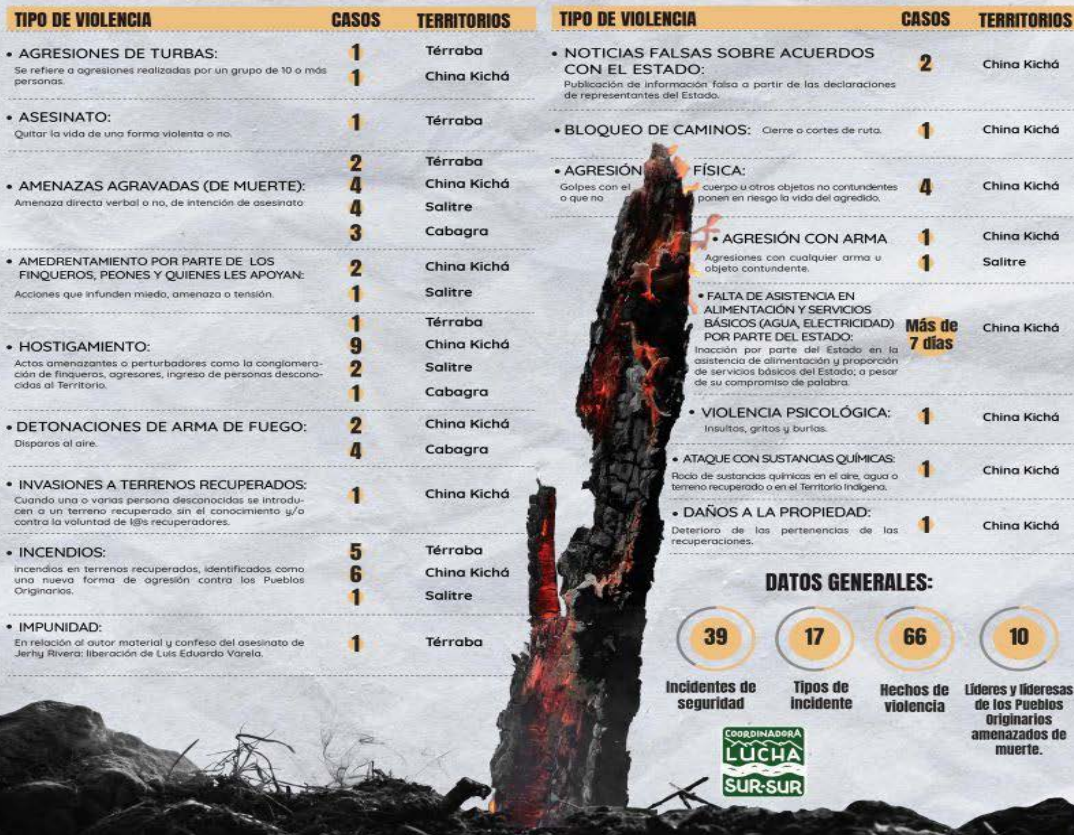 TIPO DE VIOLENCIA CASOS TERRITORIOS
• AGRESIONES DE TURBAS:
Se refiere a agresiones realizadas por un grupo de 10 o más
personas.
1 Térraba
1 China Kichá
• ASESINATO:
Quitar la vida de una forma violenta o no.
1 Térraba
• AMENAZAS AGRAVADAS (DE MUERTE):
Amenaza directa verbal o no, de intención de asesinato
2 Térraba
4 China Kichá
4 Salitre
3 Cabagra
• AMEDRENTAMIENTO POR PARTE DE LOS
FINQUEROS, PEONES Y QUIENES LES APOYAN:
Acciones que infunden miedo, amenaza o tensión.
2 China Kichá
1 Salitre
• HOSTIGAMIENTO:
Actos amenazantes o perturbadores como la conglomera-
ción de finqueros, agresores, ingreso de personas descono-
cidas al Territorio.
1 Térraba
9 China Kichá
2 Salitre
1 Cabagra
• DETONACIONES DE ARMA DE FUEGO:
Disparos al aire.
2 China Kichá
4 Cabagra
• INVASIONES A TERRENOS RECUPERADOS:
Cuando una o varias persona desconocidas se introdu-
cen a un terreno recuperado sin el conocimiento y/o
contra la voluntad de l@s recuperadores.
1 China Kichá
• INCENDIOS:
Incendios en terrenos recuperados, identificados como
una nueva forma de agresión contra los Pueblos
Originarios.
5 Térraba
6 China Kichá
1 Salitre
• IMPUNIDAD:
En relación al autor material y confeso del asesinato de
Jerhy Rivera: liberación de Luis Eduardo Varela.
1 Térraba
TIPO DE VIOLENCIA CASOS TERRITORIOS
• NOTICIAS FALSAS SOBRE ACUERDOS
CON EL ESTADO:
Publicación de información falsa a partir de las declaraciones
de representantes del Estado.
2 China Kichá
• BLOQUEO DE CAMINOS: Cierre o cortes de ruta.
1 China Kichá
• AGRESIÓN FÍSICA:
Golpes con el cuerpo u otros objetos no contundentes
o que no ponen en riesgo la vida del agredido.
4 China Kichá
• AGRESIÓN CON ARMA
Agresiones con cualquier arma u
objeto contundente.
1 China Kichá
1 Salitre
• FALTA DE ASISTENCIA EN
ALIMENTACIÓN Y SERVICIOS
BÁSICOS (AGUA, ELECTRICIDAD)
POR PARTE DEL ESTADO:
Inacción por parte del Estado en la
asistencia de alimentación y proporción
de servicios básicos del Estado; a pesar
de su compromiso de palabra.
Más de
7 días
China Kichá
• VIOLENCIA PSICOLÓGICA:
Insultos, gritos y burlas.
1 China Kichá
• ATAQUE CON SUSTANCIAS QUÍMICAS:
Rocío de sustancias químicas en el aire, agua o
terreno recuperado o en el Territorio Indígena.
1 China Kichá
• DAÑOS A LA PROPIEDAD:
Deterioro de las pertenencias de las
recuperaciones.
1 China Kichá
DATOS GENERALES:
39
Incidentes de
seguridad
17
Tipos de
incidente
66
Hechos de
violencia
10
Líderes y lideresas
de los Pueblos
Originarios
amenazados de
muerte.
COORDINADORA
LUCHA
SUR-SUR